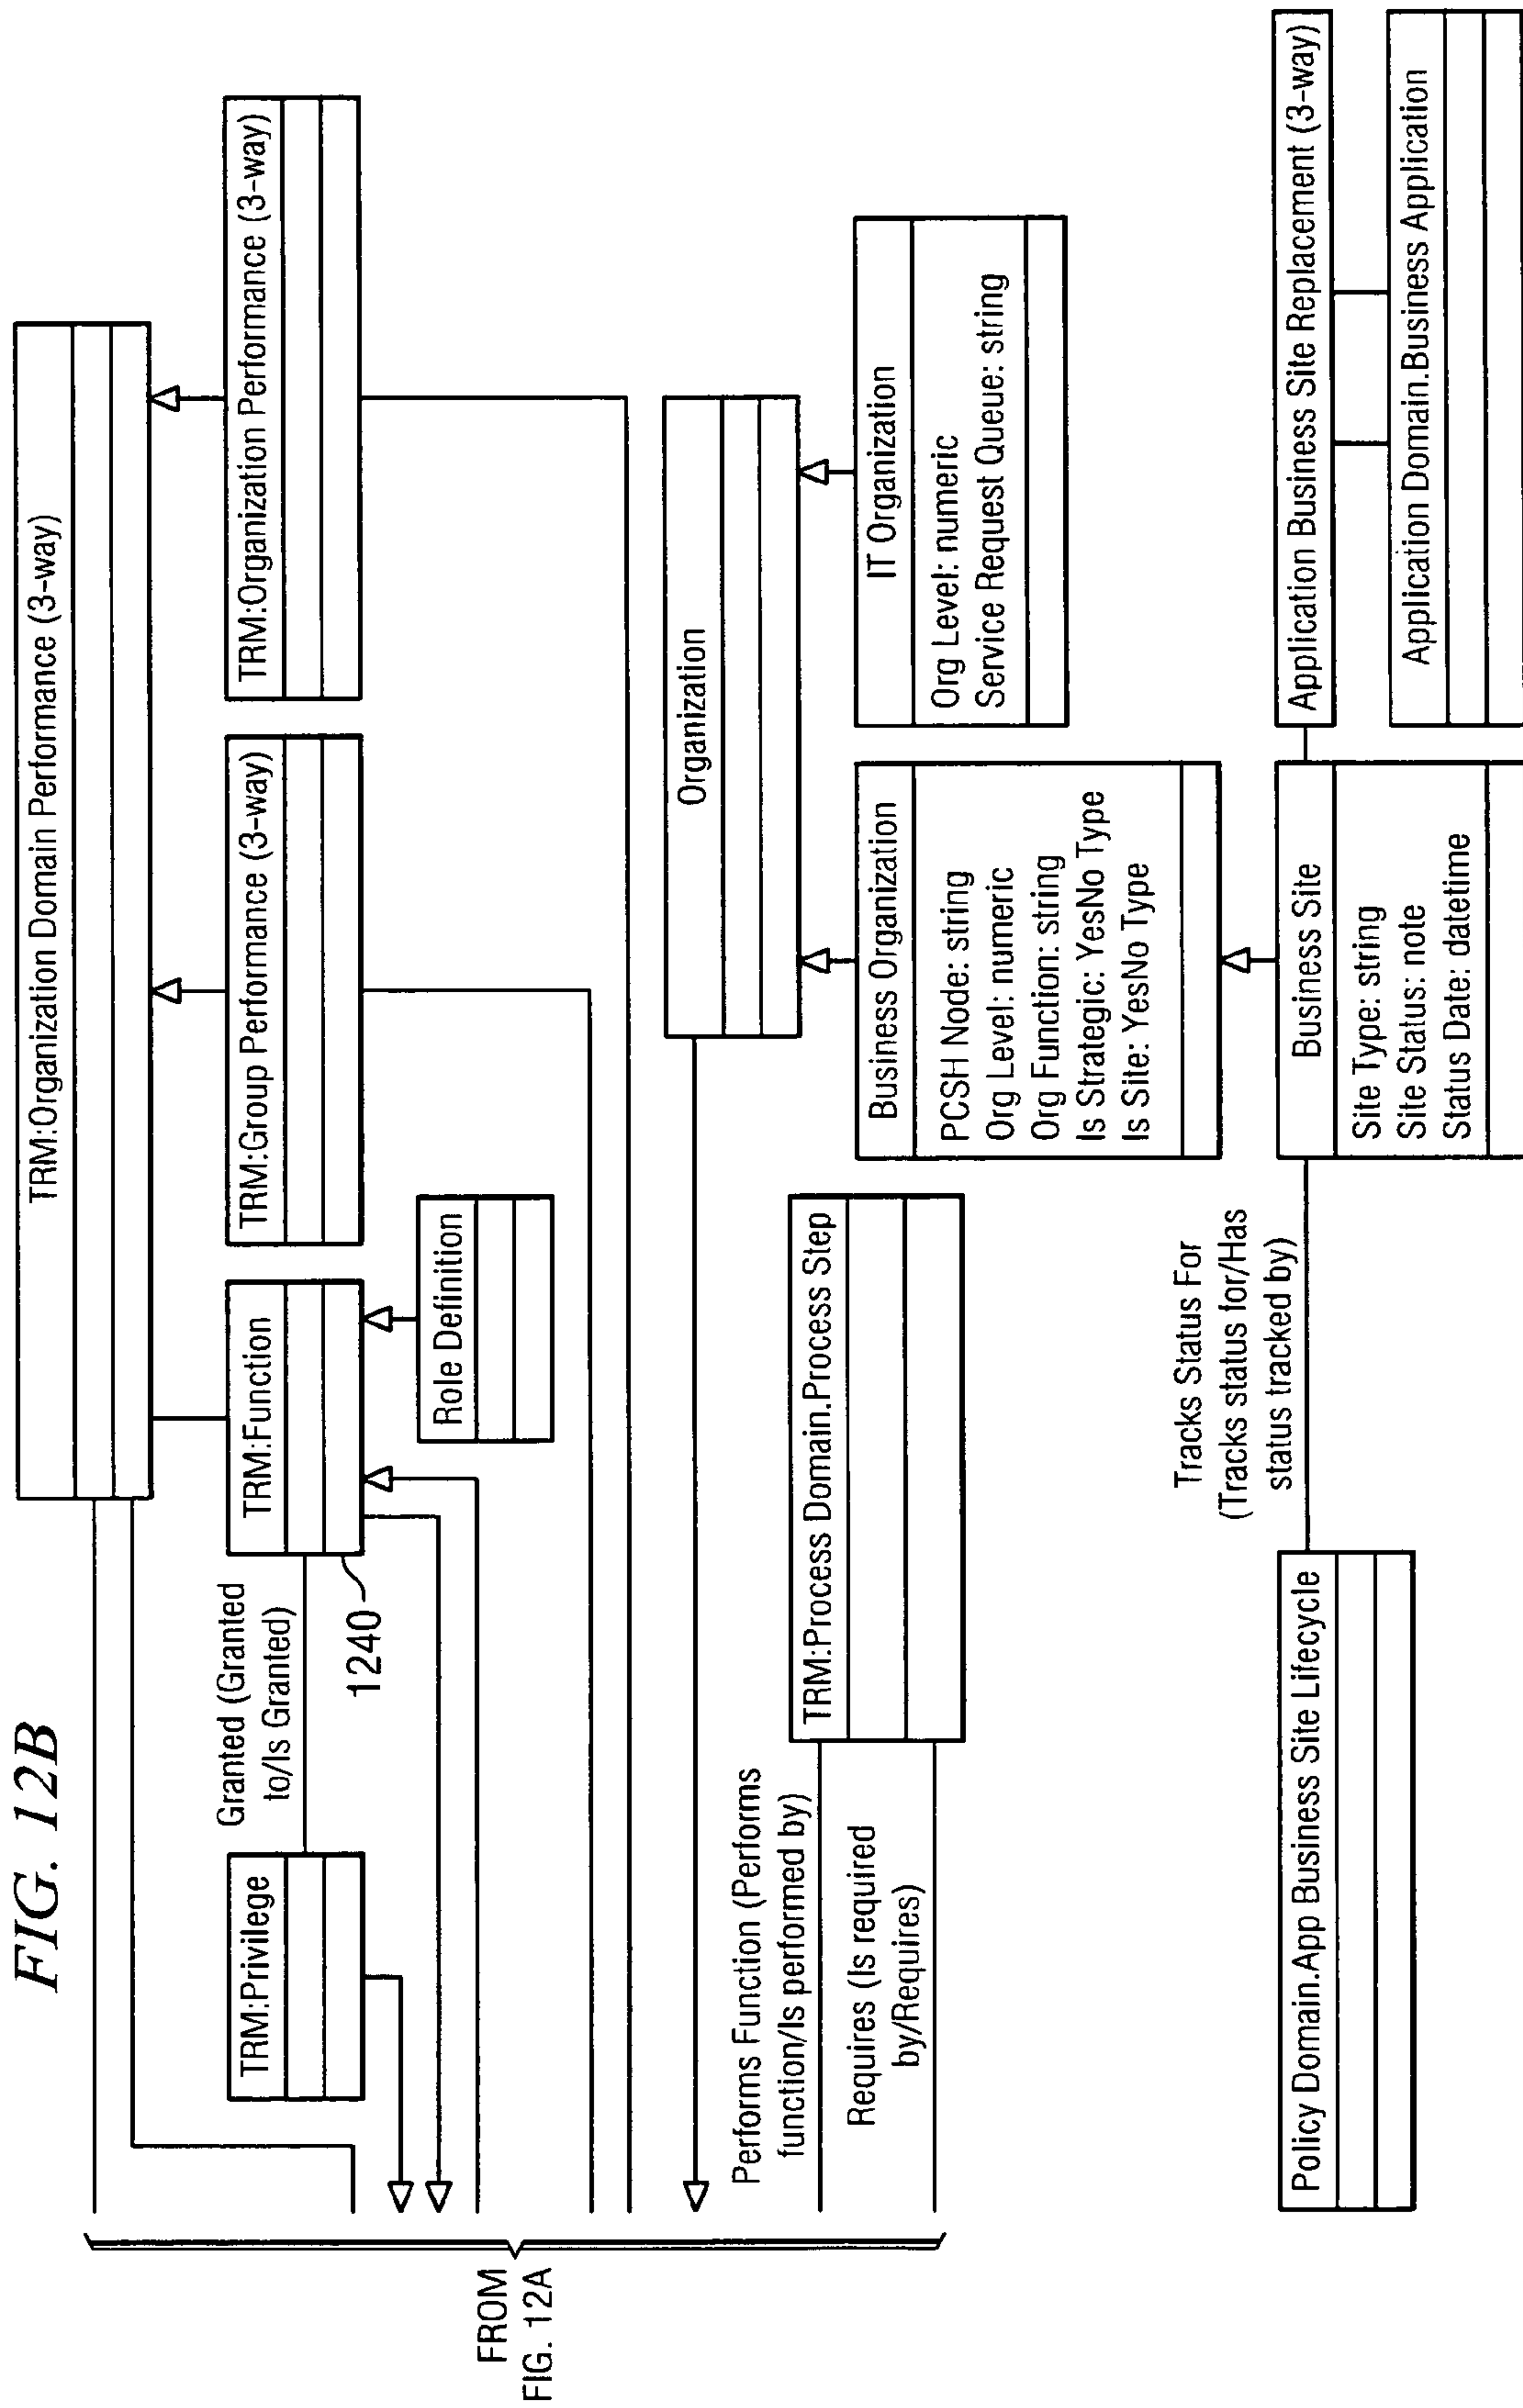 FIG. 12B
TRM:Organization Domain Performance (3-way)
TRM:Privilege
Granted (Granted
to/Is Granted)
TRM:Function
1240
TRM:Group Performance (3-way)
TRM:Organization Performance (3-way)
Role Definition
FROM
FIG. 12A
Organization
Performs Function (Performs
function/Is performed by)
Requires (Is required
by/Requires)
TRM:Process Domain.Process Step
Business Organization
PCSH Node: string
Org Level: numeric
Org Function: string
Is Strategic: YesNo Type
Is Site: YesNo Type
IT Organization
Org Level: numeric
Service Request Queue: string
Policy Domain.App Business Site Lifecycle
Tracks Status For
(Tracks status for/Has
status tracked by)
Business Site
Site Type: string
Site Status: note
Status Date: datetime
Application Business Site Replacement (3-way)
Application Domain.Business Application